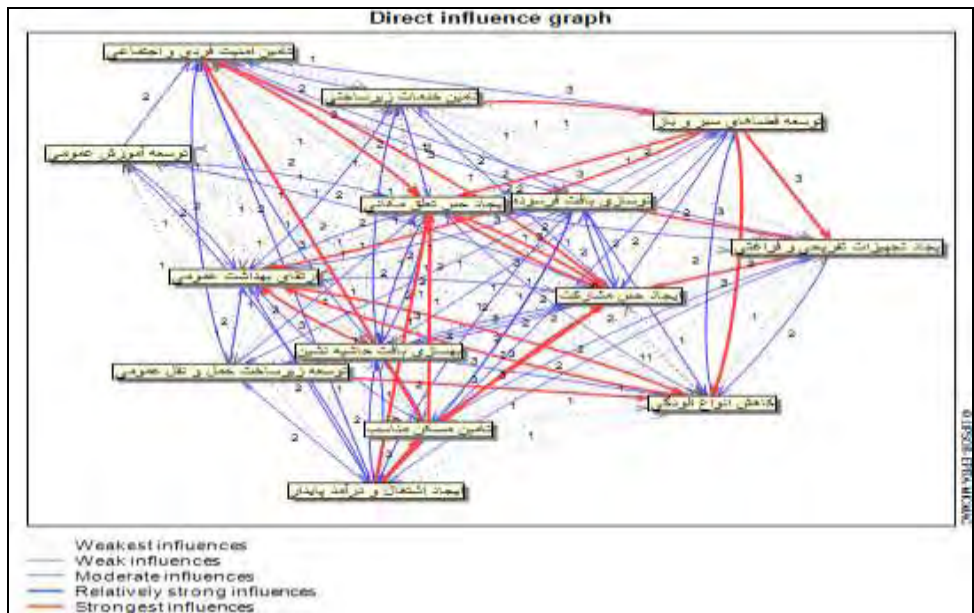 Direct influence graph
تامین امنیت فردی و اجتماعی
تامین خدمات زیرساختی
توسعه فضاهای سبز و باز
توسعه آموزش عمومی
ایجاد حس تعلق مکانی
نوسازی بافت فرسوده
ایجاد تجهیزات تفریحی و فراغتی
ارتقای بهداشت عمومی
ایجاد حس مشارکت
بهسازی بافت حاشیه نشین
توسعه زیرساخت حمل و نقل عمومی
کاهش انواع آلودگی
تامین مسکن مناسب
ایجاد اشتغال و درآمد پایدار
© LIPSOR-EPITA-MICMAC
Weakest influences
Weak influences
Moderate influences
Relatively strong influences
Strongest influences